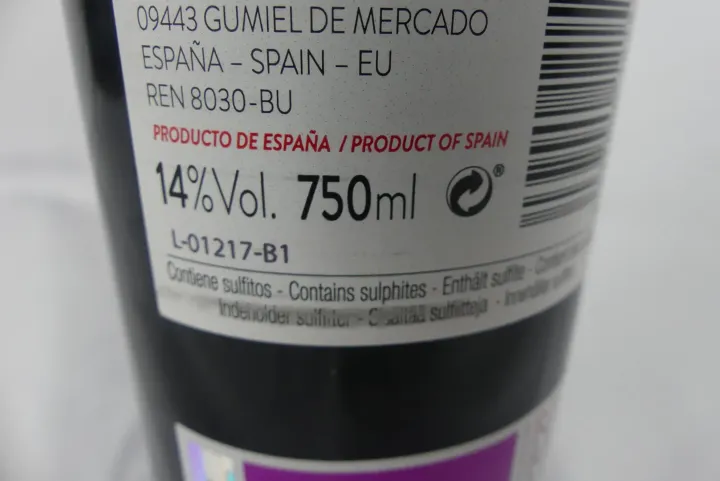 09443 GUMIEL DE MERCADO
ESPAÑA – SPAIN – EU
REN 8030-BU
PRODUCTO DE ESPAÑA / PRODUCT OF SPAIN
14%Vol. 750ml ®
L-01217-B1
Contiene sulfitos - Contains sulphites - Enthält sulfite -
Indeholder sulfitter - sulfiitteja -